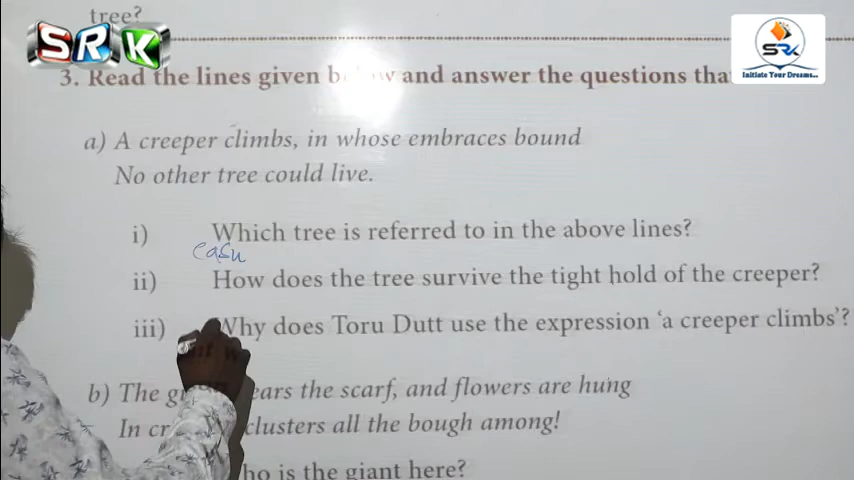 tree?
SRK
SRK
Initiate Your Dreams...
3. Read the lines given below and answer the questions tha
a) A creeper climbs, in whose embraces bound
No other tree could live.
i) Which tree is referred to in the above lines?
casu
ii) How does the tree survive the tight hold of the creeper?
iii) Why does Toru Dutt use the expression ‘a creeper climbs’?
b) The ears the scarf, and flowers are hung
In clusters all the bough among!
ho is the giant here?